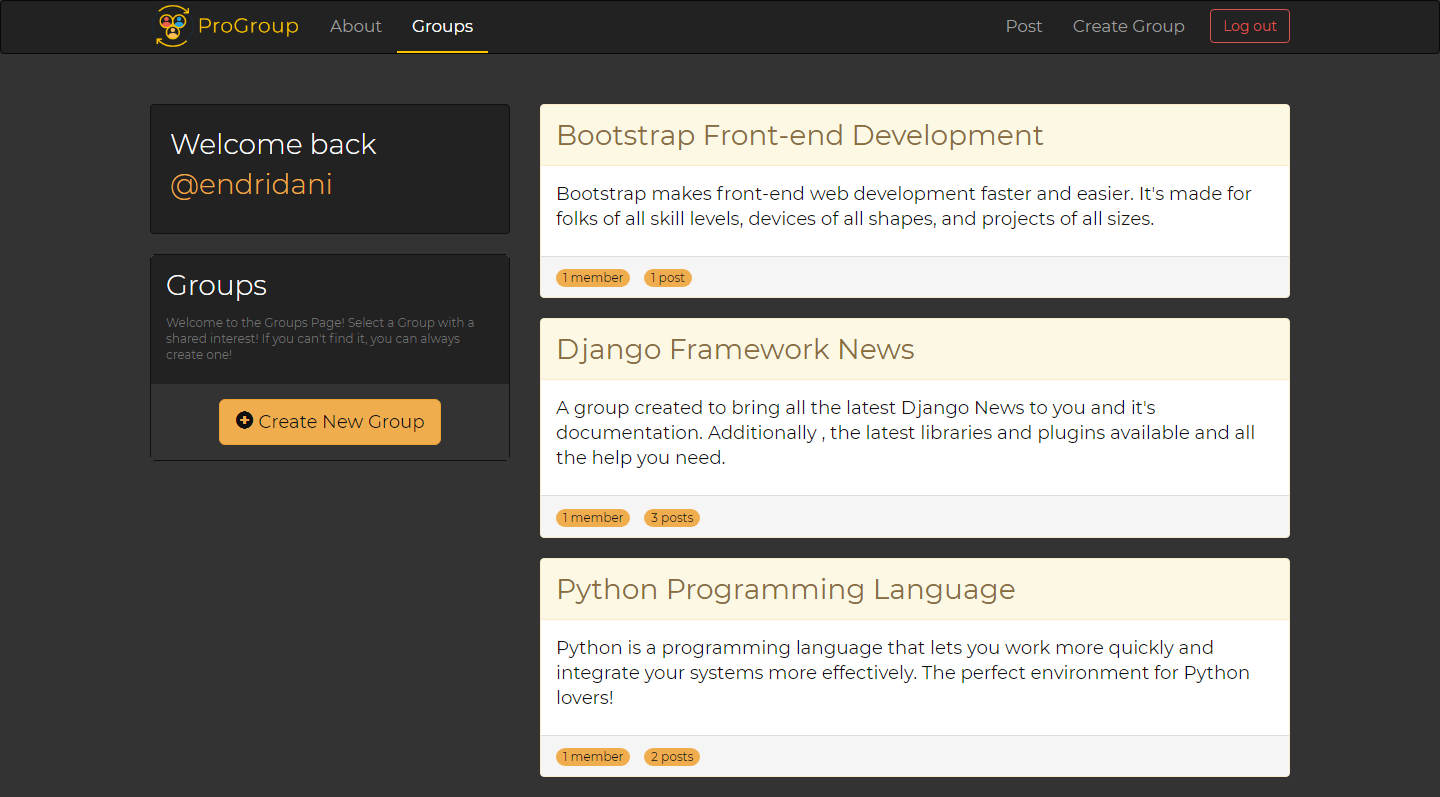 ProGroup About Groups Post Create Group Log out
Welcome back
@endridani
Groups
Welcome to the Groups Page! Select a Group with a
shared interest! If you can't find it, you can always
create one!
Create New Group
Bootstrap Front-end Development
Bootstrap makes front-end web development faster and easier. It's made for
folks of all skill levels, devices of all shapes, and projects of all sizes.
1 member 1 post
Django Framework News
A group created to bring all the latest Django News to you and it's
documentation. Additionally , the latest libraries and plugins available and all
the help you need.
1 member 3 posts
Python Programming Language
Python is a programming language that lets you work more quickly and
integrate your systems more effectively. The perfect environment for Python
lovers!
1 member 2 posts